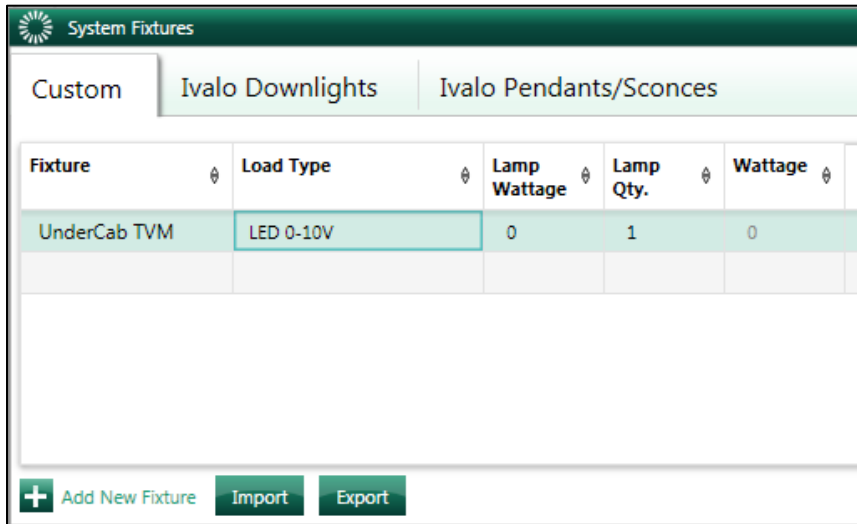 System Fixtures
Custom Ivalo Downlights Ivalo Pendants/Sconces
Fixture Load Type Lamp Wattage Lamp Qty. Wattage
UnderCab TVM LED 0-10V 0 1 0
Add New Fixture Import Export